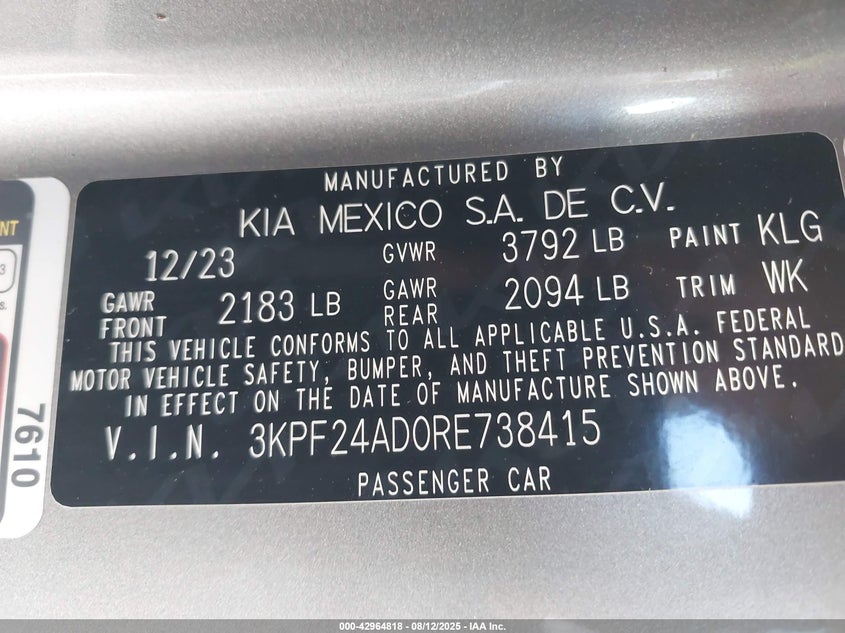 MANUFACTURED BY
KIA MEXICO S.A. DE C.V.
12/23 GVWR 3792 LB PAINT KLG
GAWR FRONT 2183 LB GAWR REAR 2094 LB TRIM WK
THIS VEHICLE CONFORMS TO ALL APPLICABLE U.S.A. FEDERAL
MOTOR VEHICLE SAFETY, BUMPER, AND THEFT PREVENTION STANDARD
IN EFFECT ON THE DATE OF MANUFACTURE SHOWN ABOVE.
V.I.N. 3KPF24AD0RE738415
PASSENGER CAR
NT
3
s.
7610
000-42964818 - 08/12/2025 - IAA Inc.